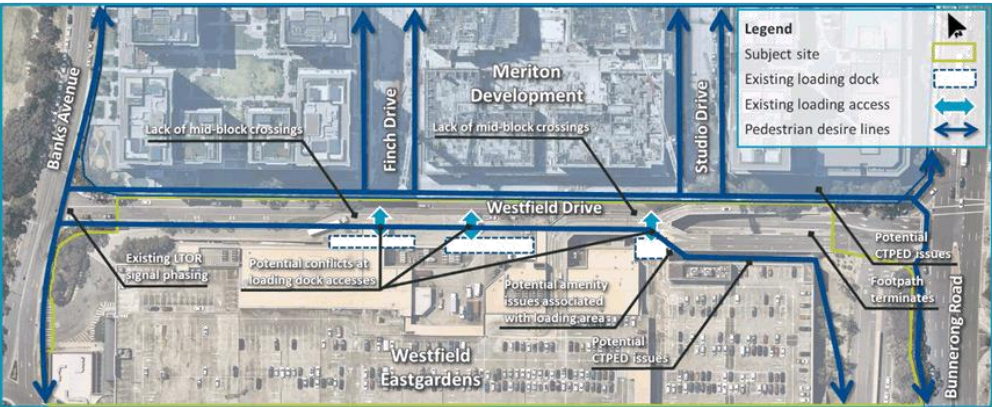 Legend
Subject site
Existing loading dock
Existing loading access
Pedestrian desire lines
Banks Avenue
Finch Drive
Meriton
Development
Studio Drive
Lack of mid-block crossings
Lack of mid-block crossings
Westfield Drive
Existing LTOR
signal phasing
Potential conflicts at
loading dock accesses
Potential amenity
issues associated
with loading area
Potential
CTPED issues
Potential
CTPED issues
Footpath
terminates
Westfield
Eastgardens
Bunnerong Road